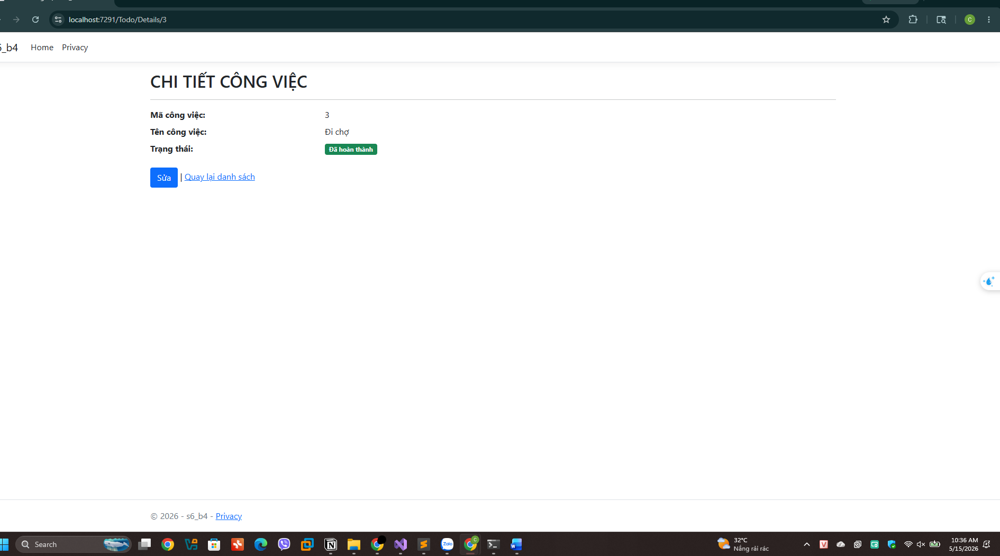 localhost:7291/Todo/Details/3
C
_b4 Home Privacy
CHI TIẾT CÔNG VIỆC
Mã công việc: 3
Tên công việc: Đi chợ
Trạng thái: Đã hoàn thành
Sửa | Quay lại danh sách
© 2026 - s6_b4 - Privacy
Search
Zalo
C
32°C
Nắng rải rác
10:36 AM
5/15/2026